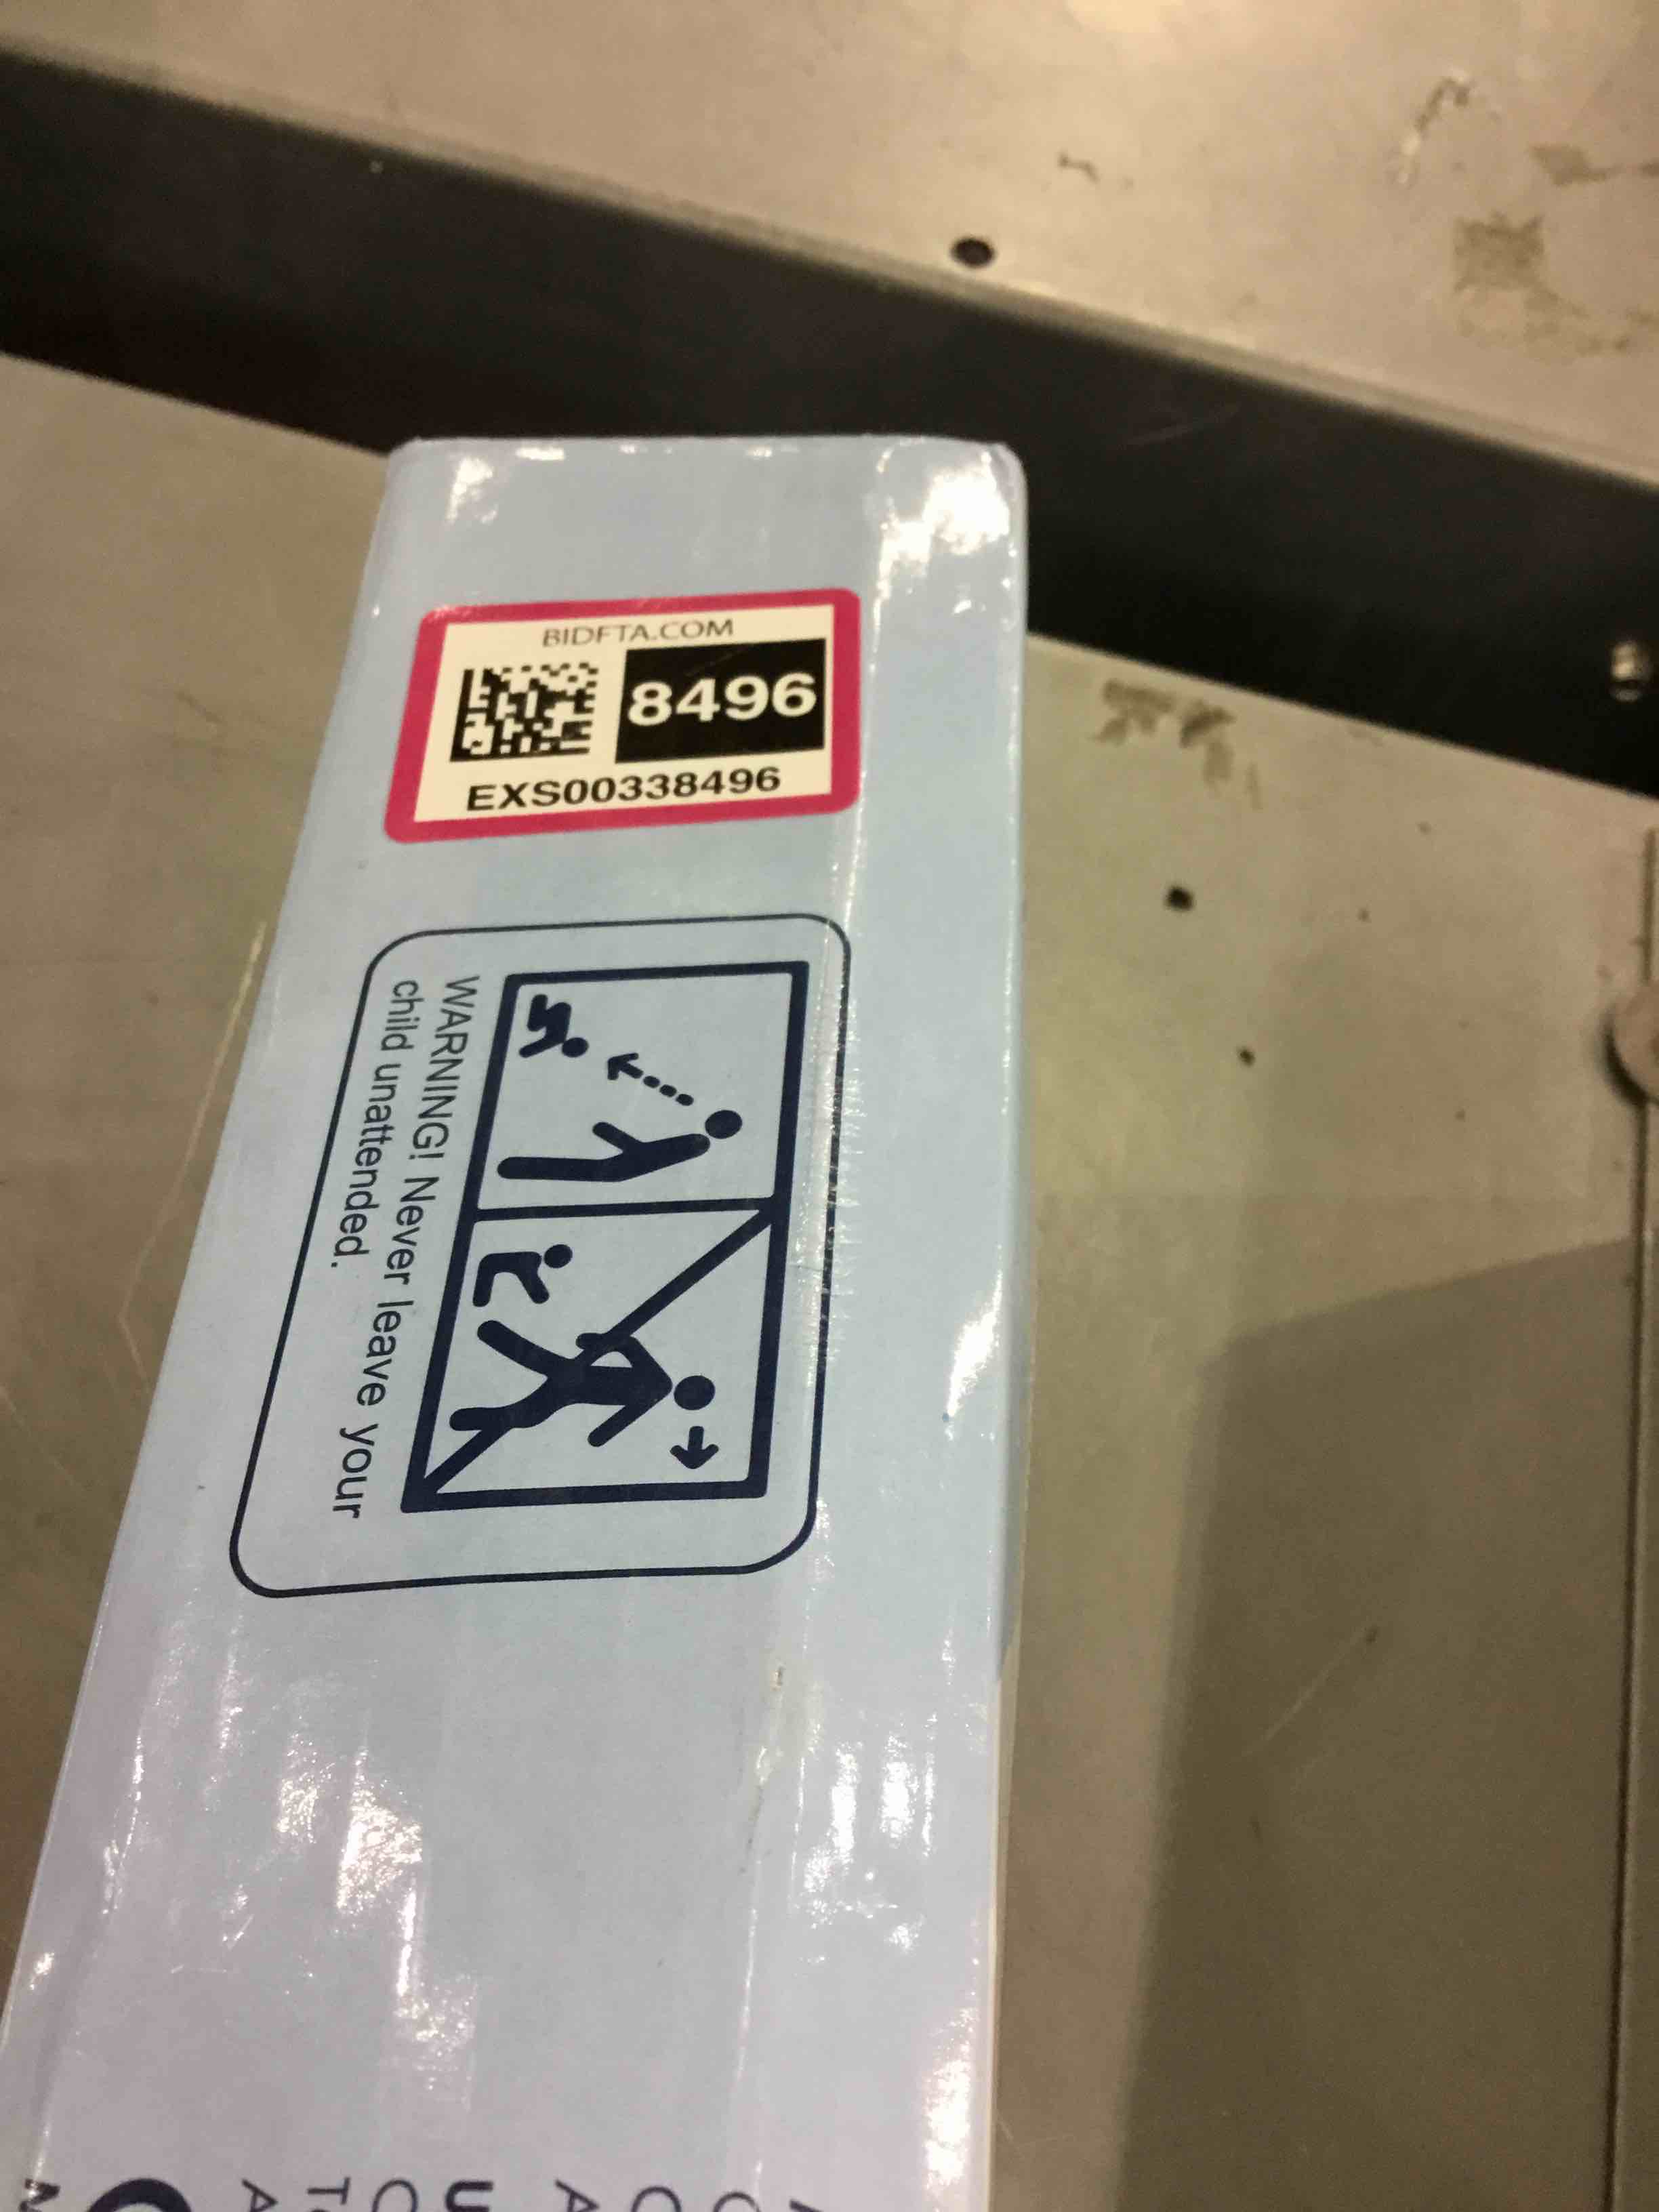 BIDFTA.COM
8496
EXS00338496
WARNING! Never leave your
child unattended.